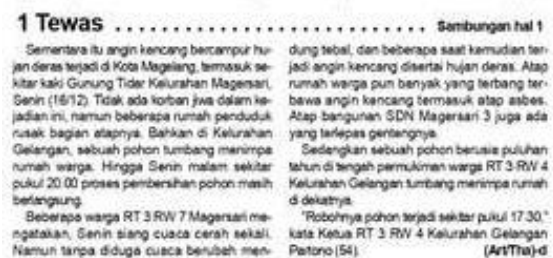 1 Tewas . . . . . . . . . . . . . . . . . . . . . . . . . . . . . Sambungan hal 1
Sementara itu angin kencang bercampur hu-
jan deras terjadi di Kota Magelang, termasuk se-
kitar kaki Gunung Tidar Kelurahan Magersari,
Senin (16/12). Tidak ada korban jiwa dalam ke-
jadian ini, namun beberapa rumah penduduk
rusak bagian atapnya. Bahkan di Kelurahan
Gelangan, sebuah pohon tumbang menimpa
rumah warga. Hingga Senin malam sekitar
pukul 20.00 proses pembersihan pohon masih
berlangsung.
Beberapa warga RT 3 RW 7 Magersari me-
ngatakan, Senin siang cuaca cerah sekali.
Namun tanpa diduga cuaca berubah men-
dung tebal, dan beberapa saat kemudian ter-
jadi angin kencang disertai hujan deras. Atap
rumah warga pun banyak yang terbang ter-
bawa angin kencang termasuk atap asbes.
Atap bangunan SDN Magersari 3 juga ada
yang terlepas gentengnya.
Sedangkan sebuah pohon berusia puluhan
tahun di tengah permukiman warga RT 3 RW 4
Kelurahan Gelangan tumbang menimpa rumah
di dekatnya.
"Robohnya pohon terjadi sekitar pukul 17.30,"
kata Ketua RT 3 RW 4 Kelurahan Gelangan
Partono (54). (Art/Tha)-d